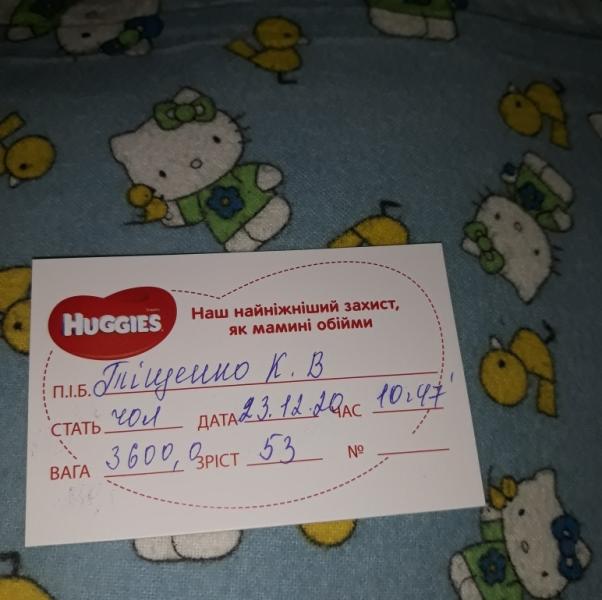 HUGGIES
Наш найніжніший захист,
як мамині обійми
П.І.Б. Гнщенко К. В
СТАТЬ чол ДАТА 23.12.20 ЧАС 10:47'
ВАГА 3600,0 ЗРІСТ 53 №